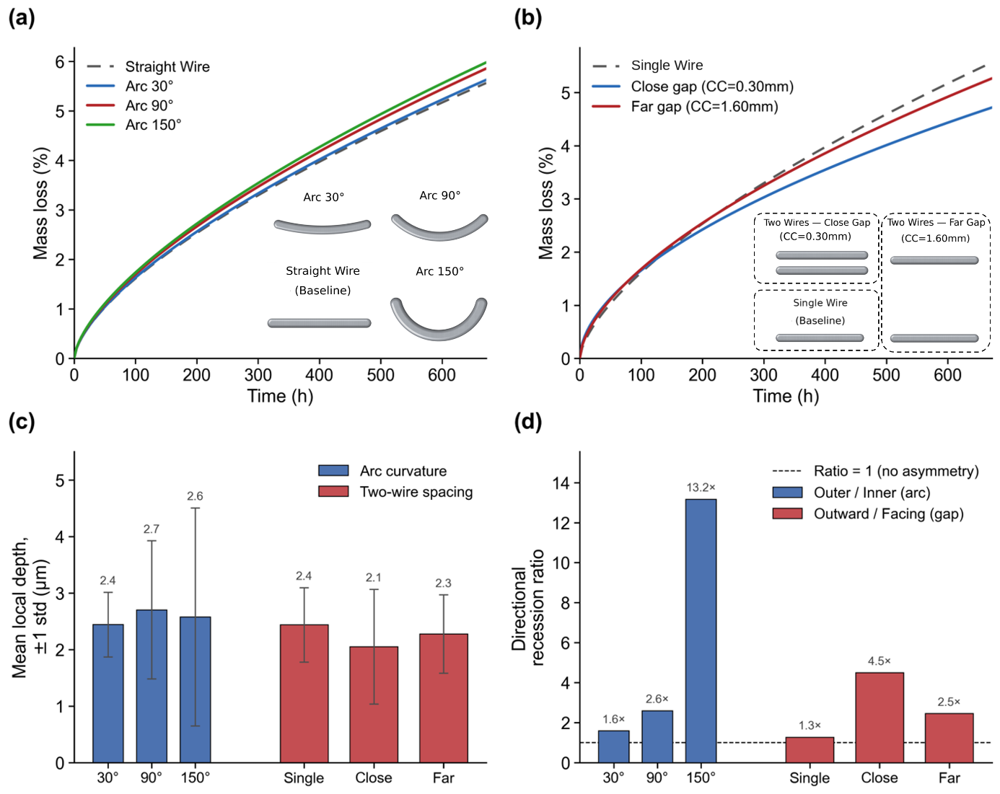 (a)
6
5
4
3
2
1
0
Mass loss (%)
Straight Wire
Arc 30°
Arc 90°
Arc 150°
Arc 30°
Arc 90°
Straight Wire
(Baseline)
Arc 150°
0 100 200 300 400 500 600
Time (h)
(b)
5
4
3
2
1
0
Mass loss (%)
Single Wire
Close gap (CC=0.30mm)
Far gap (CC=1.60mm)
Two Wires — Close Gap
(CC=0.30mm)
Two Wires — Far Gap
(CC=1.60mm)
Single Wire
(Baseline)
0 100 200 300 400 500 600
Time (h)
(c)
5
4
3
2
1
0
Mean local depth,
±1 std (μm)
Arc curvature
Two-wire spacing
2.4
2.7
2.6
2.4
2.1
2.3
30° 90° 150° Single Close Far
(d)
14
12
10
8
6
4
2
0
Directional
recession ratio
Ratio = 1 (no asymmetry)
Outer / Inner (arc)
Outward / Facing (gap)
1.6×
2.6×
13.2×
1.3×
4.5×
2.5×
30° 90° 150° Single Close Far